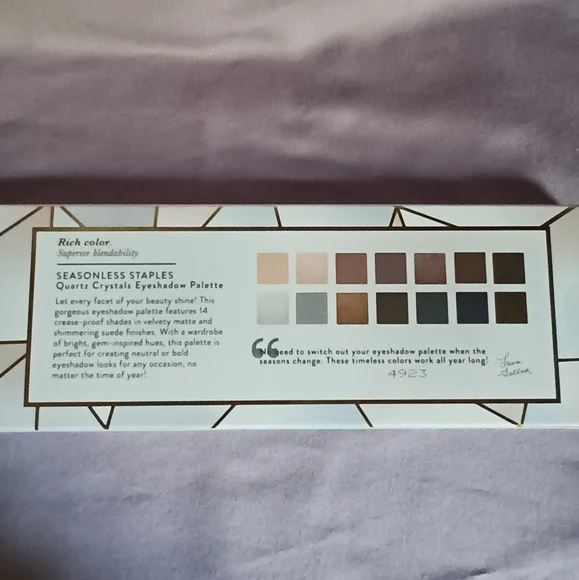 Rich color.
Superior blendability.
SEASONLESS STAPLES
Quartz Crystals Eyeshadow Palette
Let every facet of your beauty shine! This
gorgeous eyeshadow palette features 14
crease-proof shades in velvety matte and
shimmering suede finishes. With a wardrobe
of bright, gem-inspired hues, this palette is
perfect for creating neutral or bold
eyeshadow looks for any occasion, no
matter the time of year!
“No need to switch out your eyeshadow palette when the
seasons change. These timeless colors work all year long!
Laura
Geller
4923